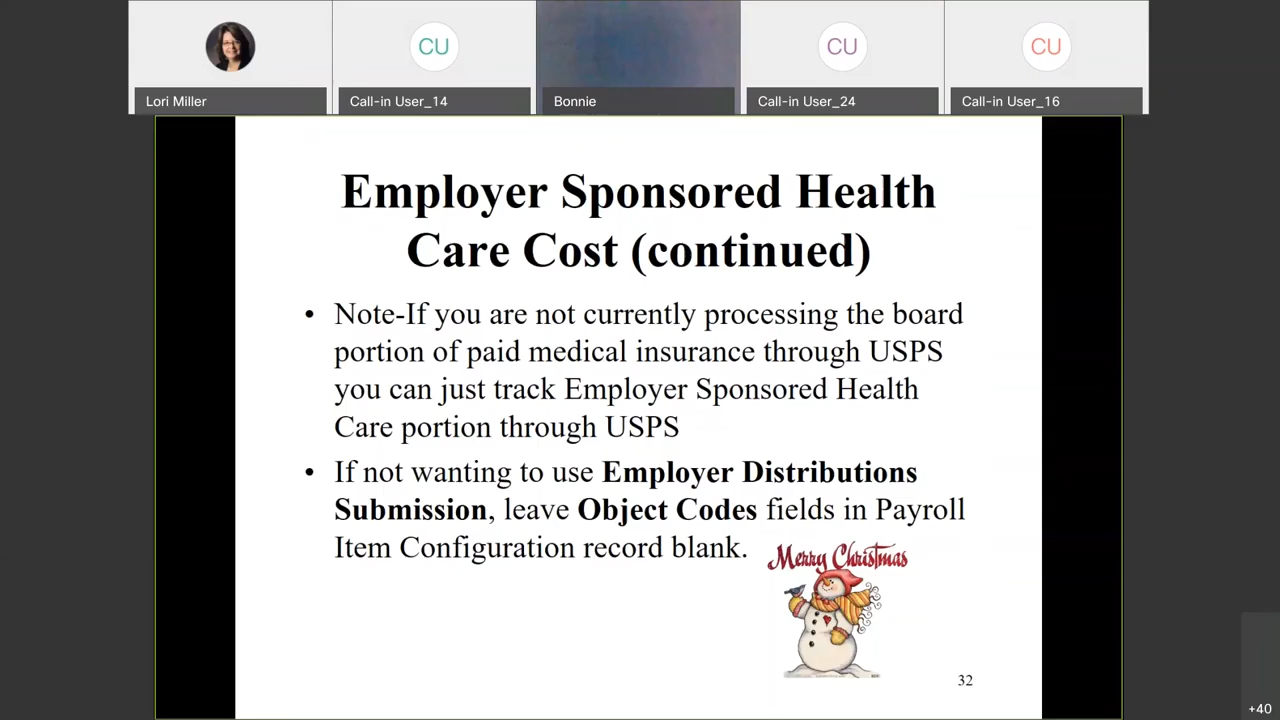 CU
CU
CU
Lori Miller
Call-in User_14
Bonnie
Call-in User_24
Call-in User_16
Employer Sponsored Health
Care Cost (continued)
• Note-If you are not currently processing the board
portion of paid medical insurance through USPS
you can just track Employer Sponsored Health
Care portion through USPS
• If not wanting to use Employer Distributions
Submission, leave Object Codes fields in Payroll
Item Configuration record blank.
Merry Christmas
32
+40